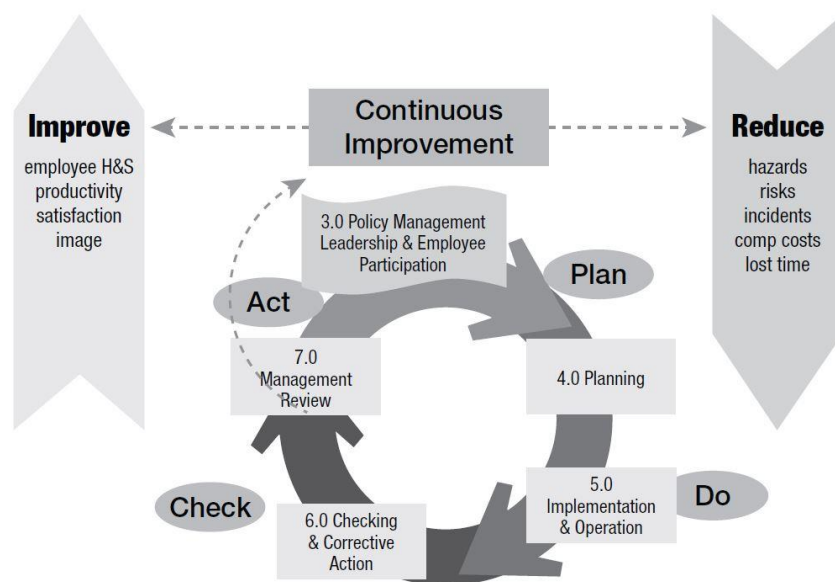 Improve
employee H&S
productivity
satisfaction
image
Continuous
Improvement
Reduce
hazards
risks
incidents
comp costs
lost time
3.0 Policy Management
Leadership & Employee
Participation
Plan
Act
7.0
Management
Review
4.0 Planning
Check
6.0 Checking
& Corrective
Action
5.0
Implementation
& Operation
Do